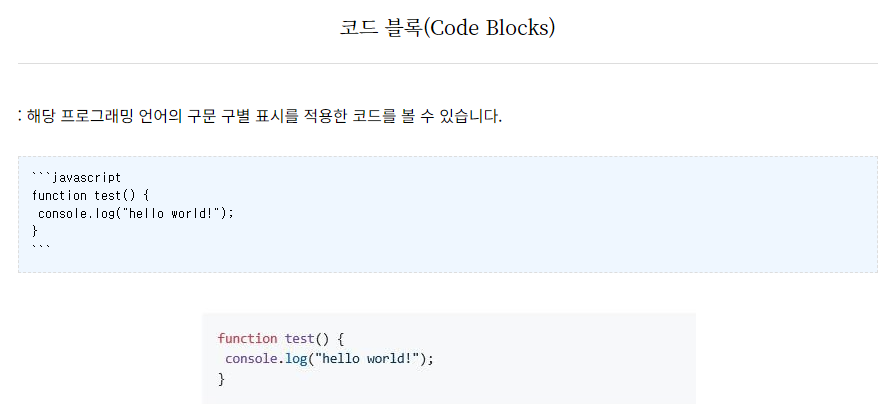 코드 블록(Code Blocks)
: 해당 프로그래밍 언어의 구문 구별 표시를 적용한 코드를 볼 수 있습니다.
```javascript
function test() {
 console.log("hello world!");
}
```
function test() {
 console.log("hello world!");
}